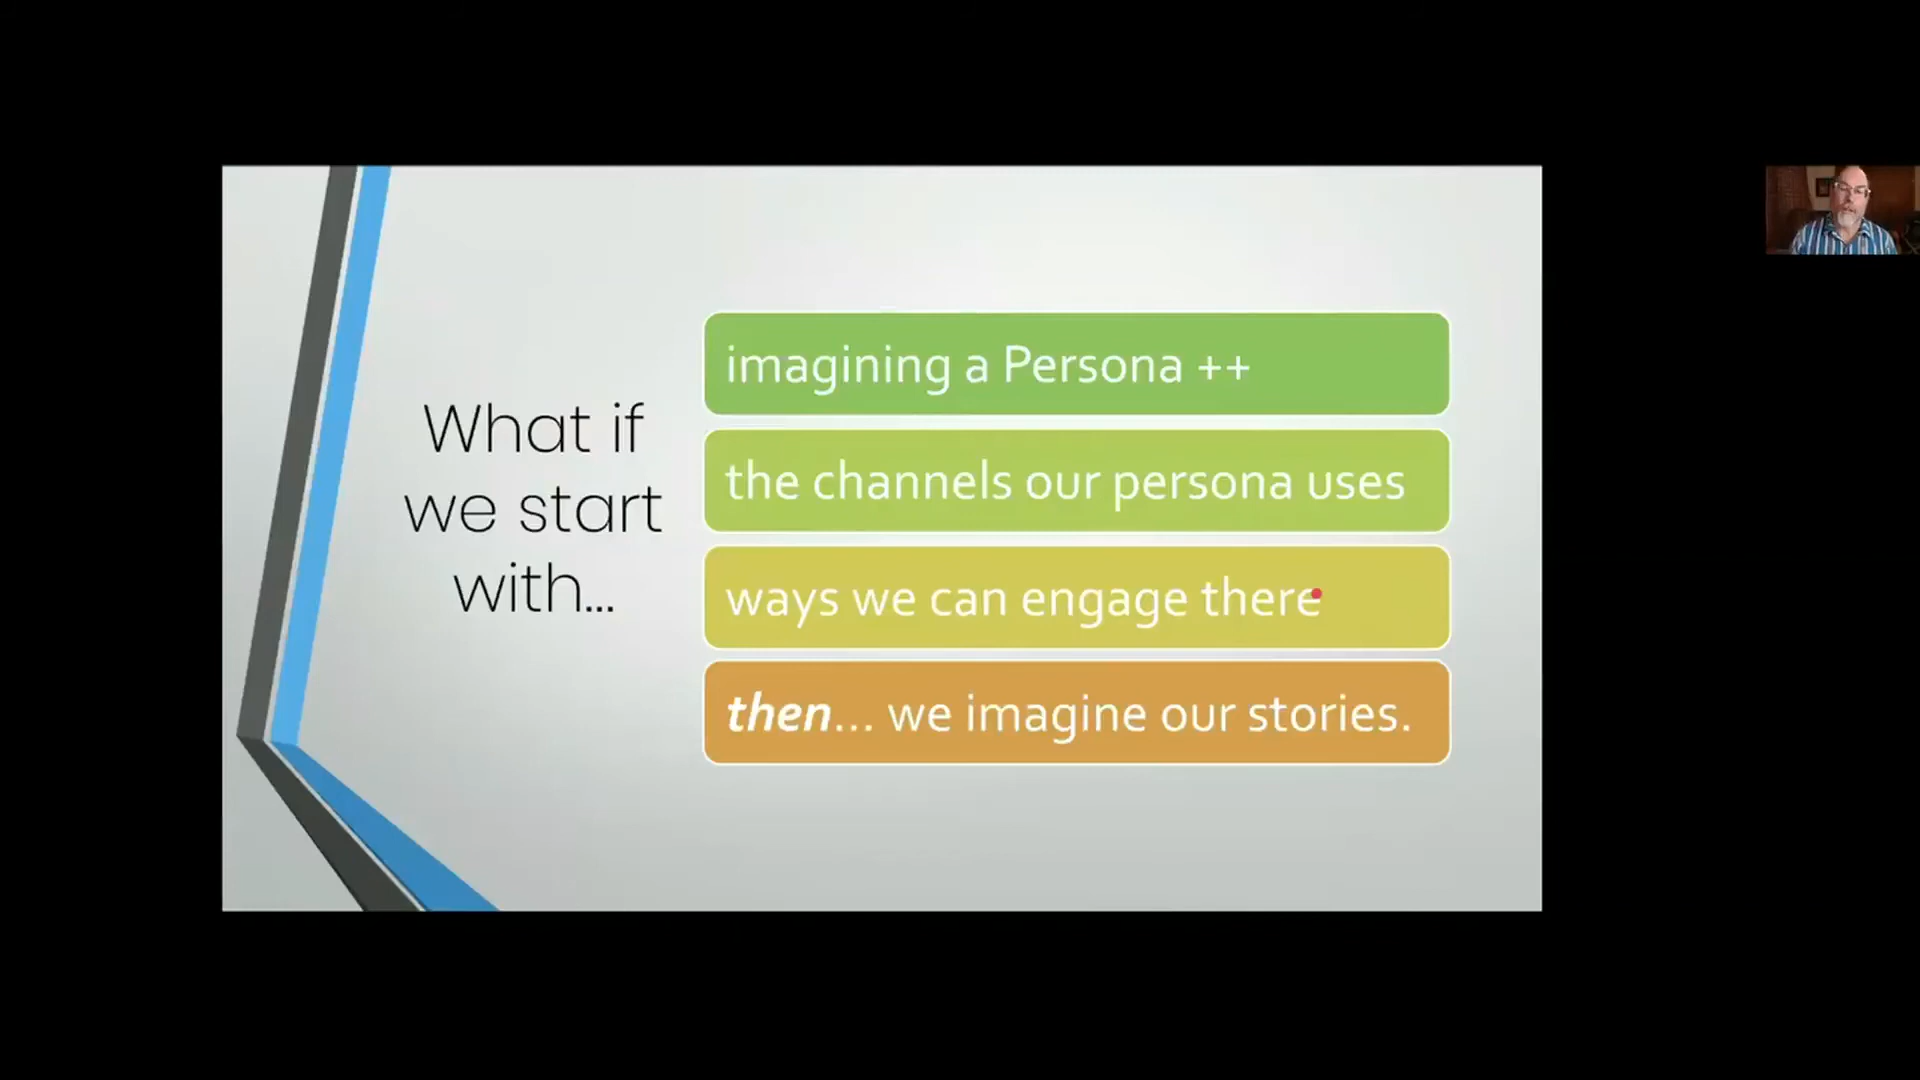 What if
we start
with...
imagining a Persona ++
the channels our persona uses
ways we can engage there
then... we imagine our stories.